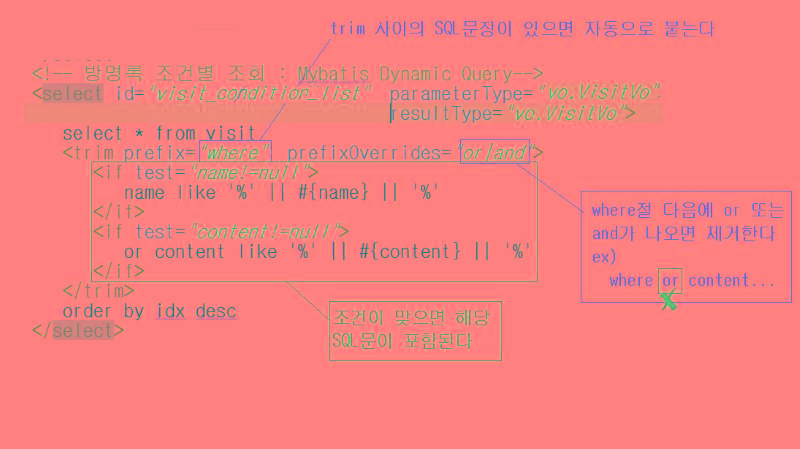 trim 사이의 SQL문장이 있으면 자동으로 붙는다
<!-- 방명록 조건별 조회 : Mybatis Dynamic Query-->
<select id="visit_condition_list" parameterType="vo.VisitVo"
resultType="vo.VisitVo">
select * from visit
<trim prefix="where" prefixOverrides="or|and">
<if test="name!=null">
name like '%' || #{name} || '%'
</if>
<if test="content!=null">
or content like '%' || #{content} || '%'
</if>
</trim>
order by idx desc
</select>
where절 다음에 or 또는
and가 나오면 제거한다
ex)
where or content...
조건이 맞으면 해당
SQL문이 포함된다